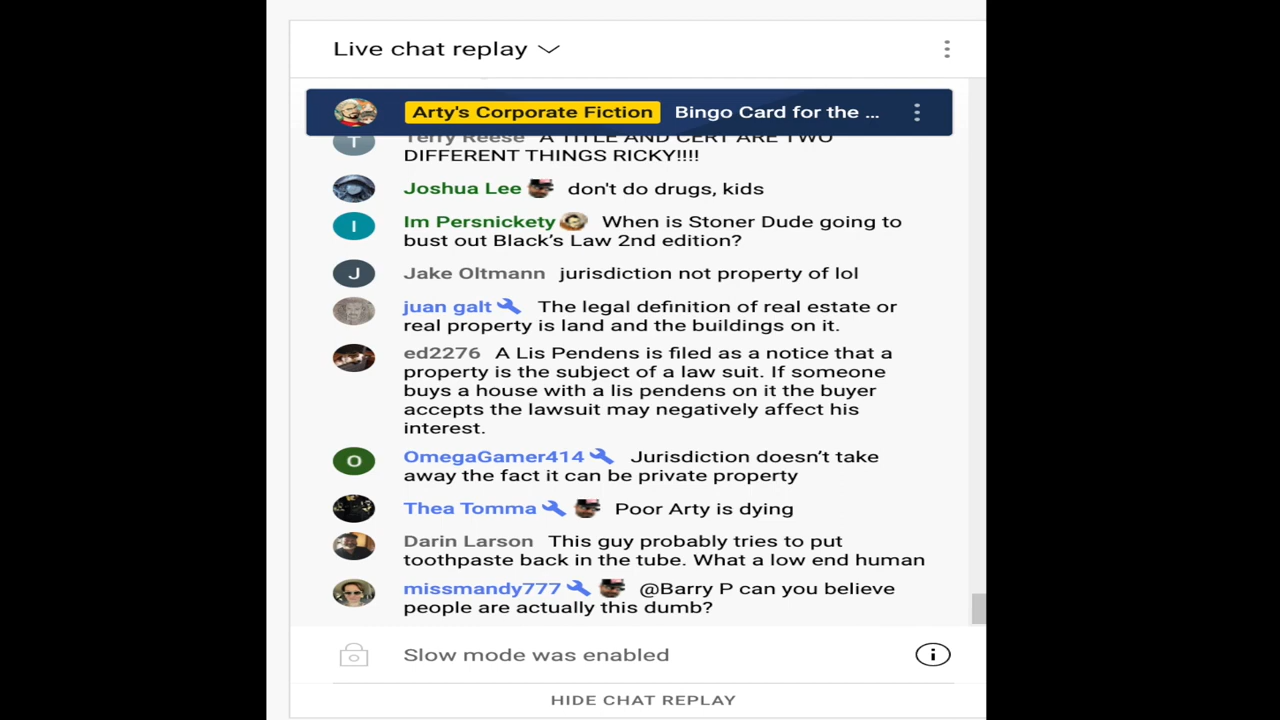 Live chat replay
Arty's Corporate Fiction Bingo Card for the ...
T Terry Reese A TITLE AND CERT ARE TWO
DIFFERENT THINGS RICKY!!!!
Joshua Lee don't do drugs, kids
I Im Persnickety When is Stoner Dude going to
bust out Black’s Law 2nd edition?
J Jake Oltmann jurisdiction not property of lol
juan galt The legal definition of real estate or
real property is land and the buildings on it.
ed2276 A Lis Pendens is filed as a notice that a
property is the subject of a law suit. If someone
buys a house with a lis pendens on it the buyer
accepts the lawsuit may negatively affect his
interest.
O OmegaGamer414 Jurisdiction doesn’t take
away the fact it can be private property
Thea Tomma Poor Arty is dying
Darin Larson This guy probably tries to put
toothpaste back in the tube. What a low end human
missmandy777 @Barry P can you believe
people are actually this dumb?
Slow mode was enabled
HIDE CHAT REPLAY